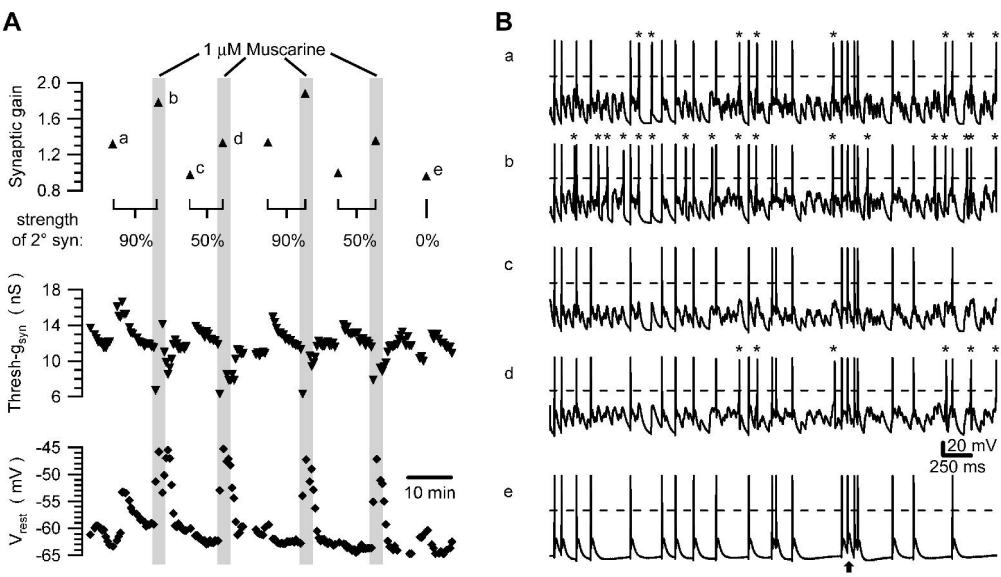 A
B
1 μM Muscarine
Synaptic gain
2.0
1.6
1.2
0.8
a
b
c
d
e
strength
of 2° syn:
90%
50%
90%
50%
0%
Thresh-gsyn ( nS )
18
14
10
6
Vrest ( mV )
-45
-50
-55
-60
-65
10 min
a
* * * * * * * *
b
* * * * * * * * * * * * * * * * *
c
d
* * * * * *
20 mV
250 ms
e